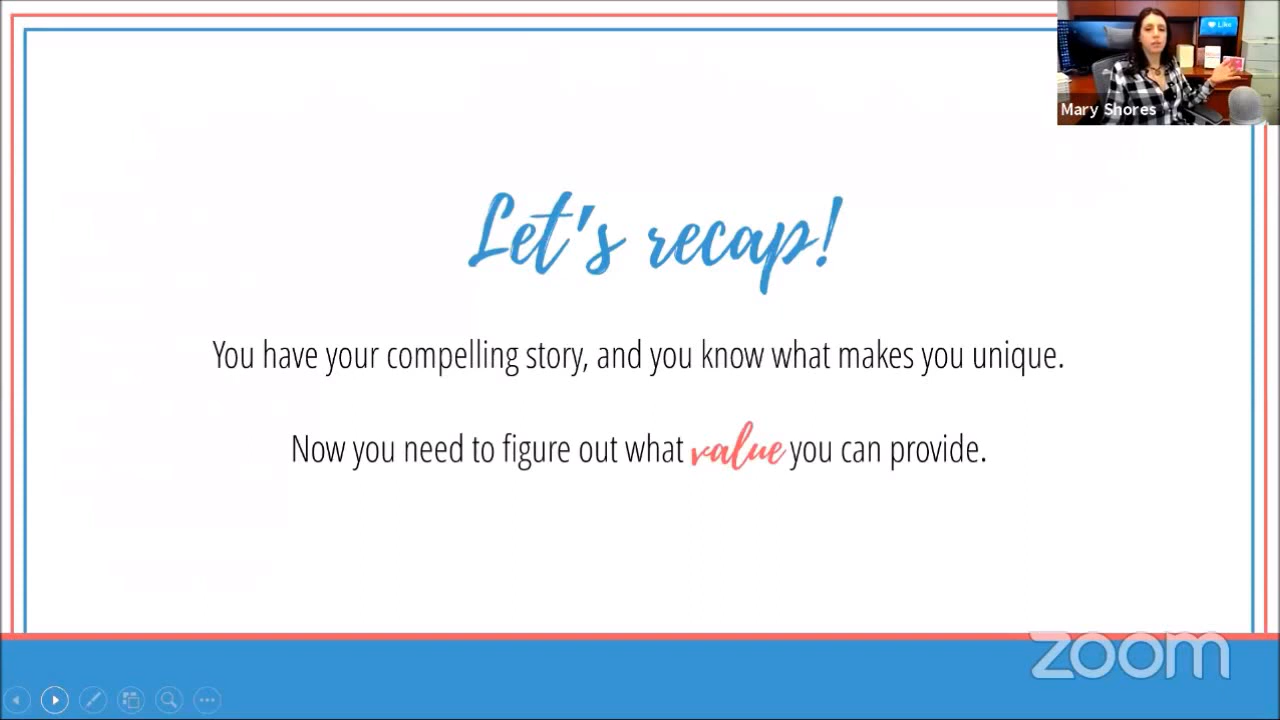 Like
Mary Shores
Let's recap!
You have your compelling story, and you know what makes you unique.
Now you need to figure out what value you can provide.
zoom